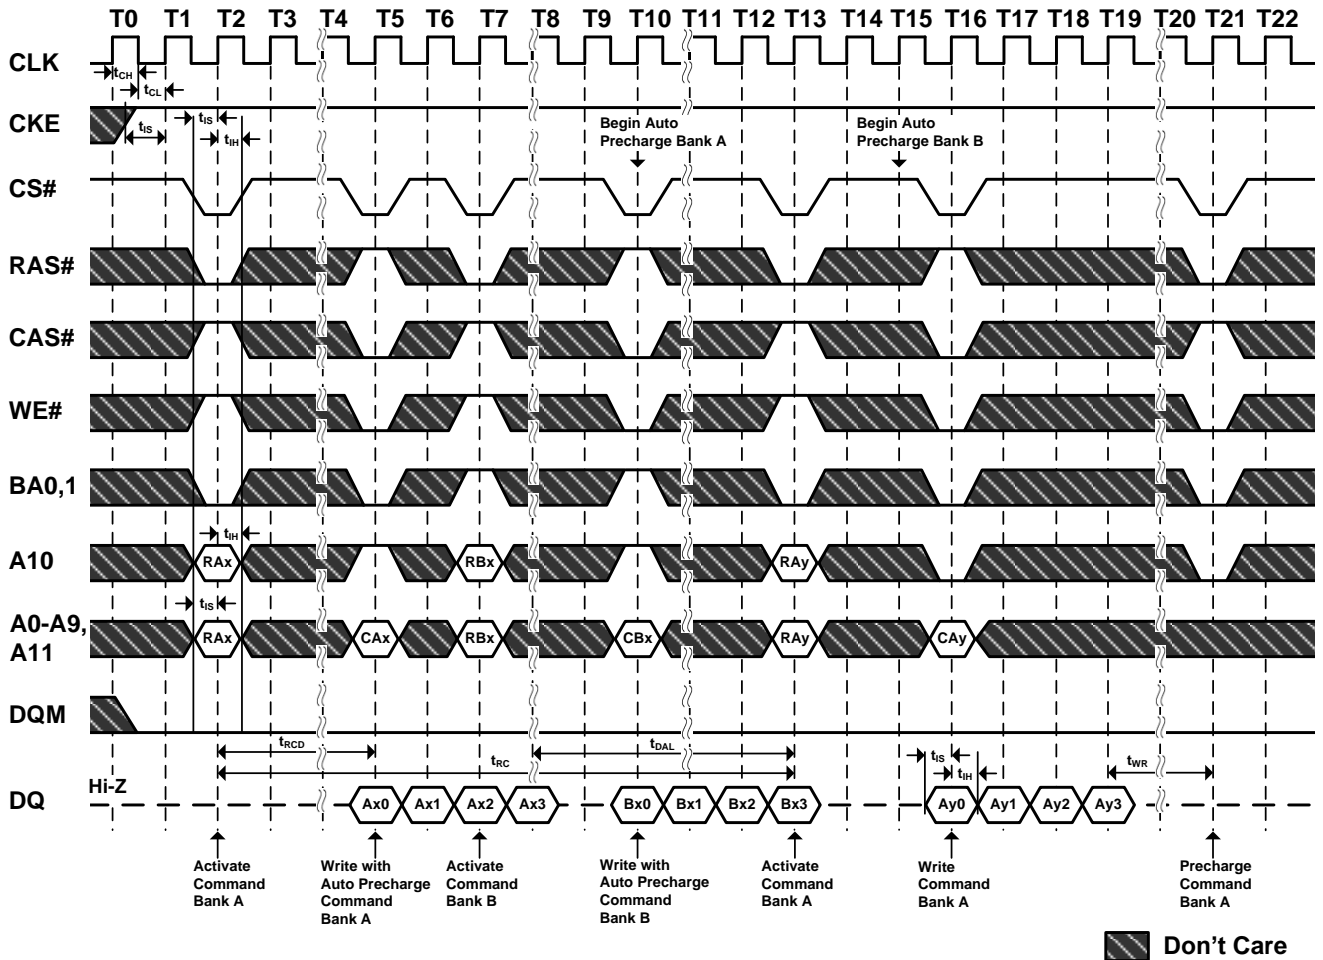 T0 T1 T2 T3 T4 T5 T6 T7 T8 T9 T10 T11 T12 T13 T14 T15 T16 T17 T18 T19 T20 T21 T22
CLK
tCH
tCL
CKE
tIS
tIS
tIH
Begin Auto
Precharge Bank A
Begin Auto
Precharge Bank B
CS#
RAS#
CAS#
WE#
BA0,1
tIH
A10
RAx RBx RAy
tIS
A0-A9,
A11
RAx CAx RBx CBx RAy CAy
DQM
tRCD
tDAL
tRC
tIS
tIH
tWR
Hi-Z
DQ
Ax0 Ax1 Ax2 Ax3 Bx0 Bx1 Bx2 Bx3 Ay0 Ay1 Ay2 Ay3
Activate
Command
Bank A
Write with
Auto Precharge
Command
Bank A
Activate
Command
Bank B
Write with
Auto Precharge
Command
Bank B
Activate
Command
Bank A
Write
Command
Bank A
Precharge
Command
Bank A
Don't Care